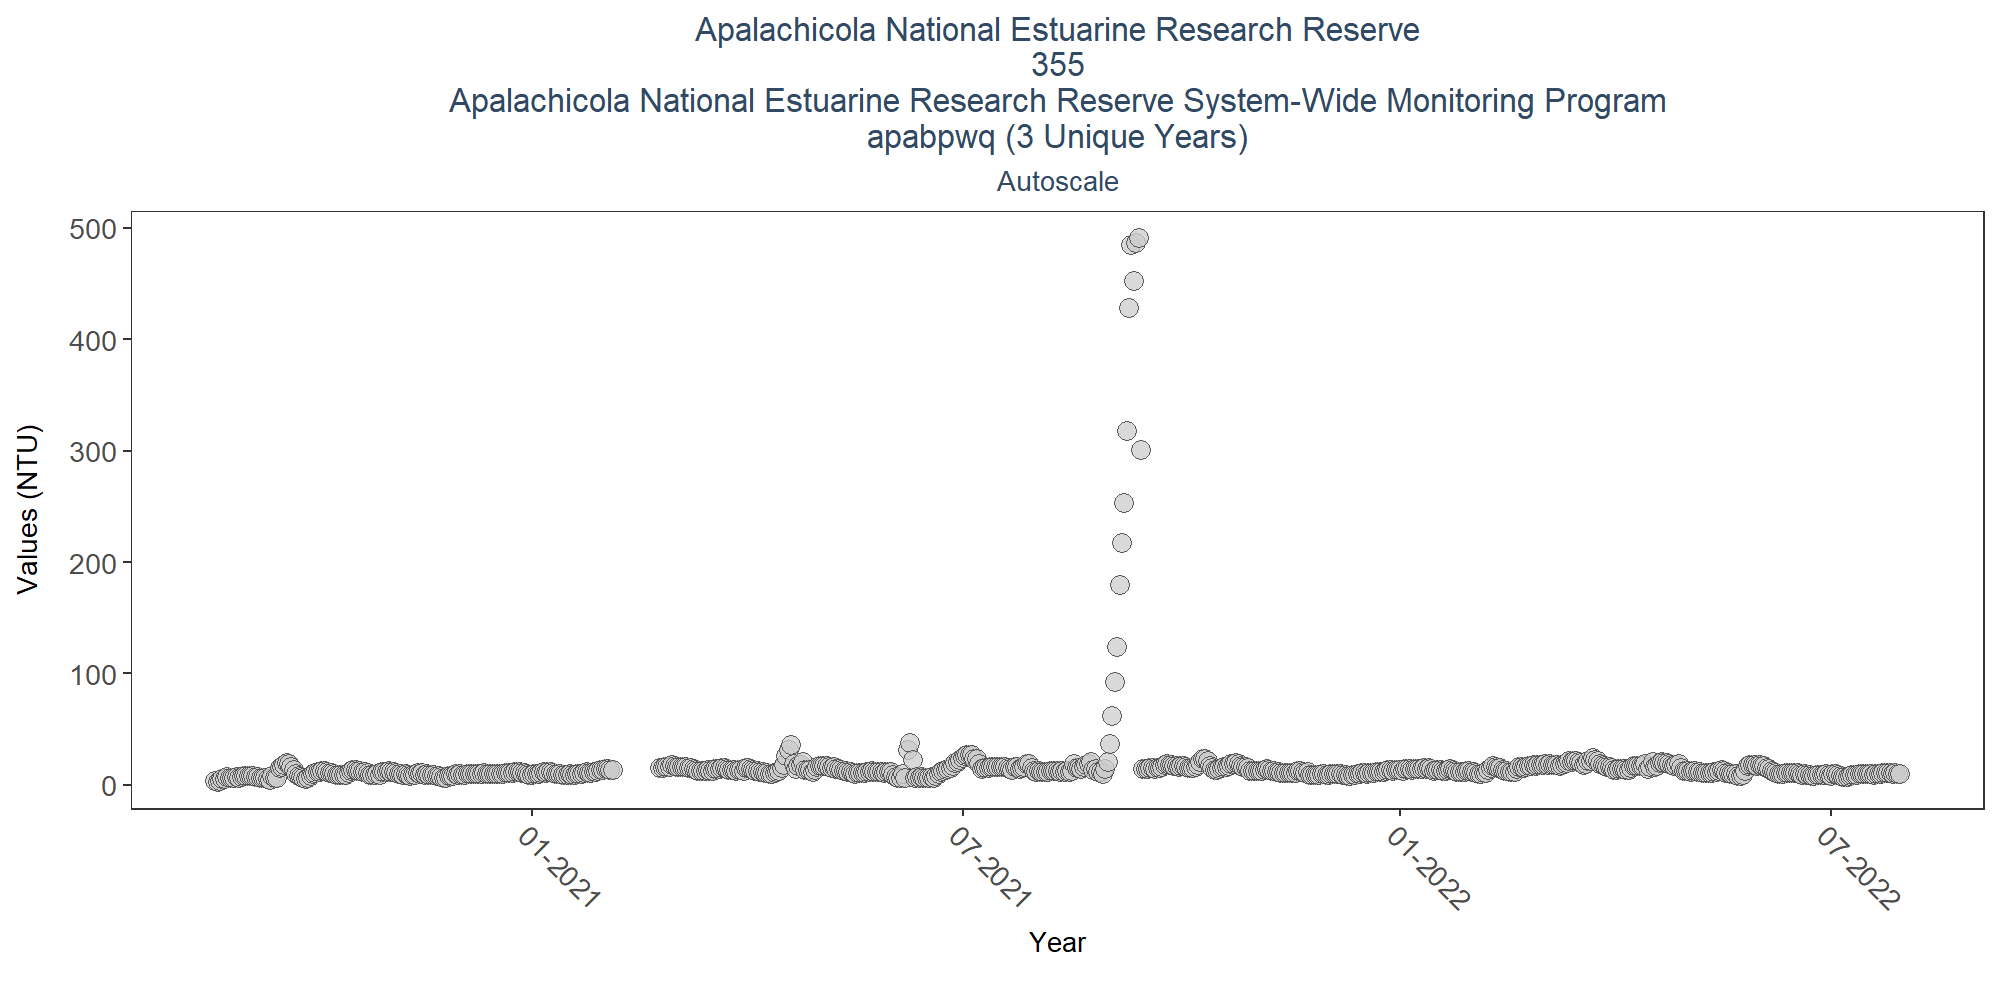 Apalachicola National Estuarine Research Reserve
355
Apalachicola National Estuarine Research Reserve System-Wide Monitoring Program
apabpwq (3 Unique Years)
Autoscale
500
400
300
200
100
0
Values (NTU)
01-2021
07-2021
01-2022
07-2022
Year